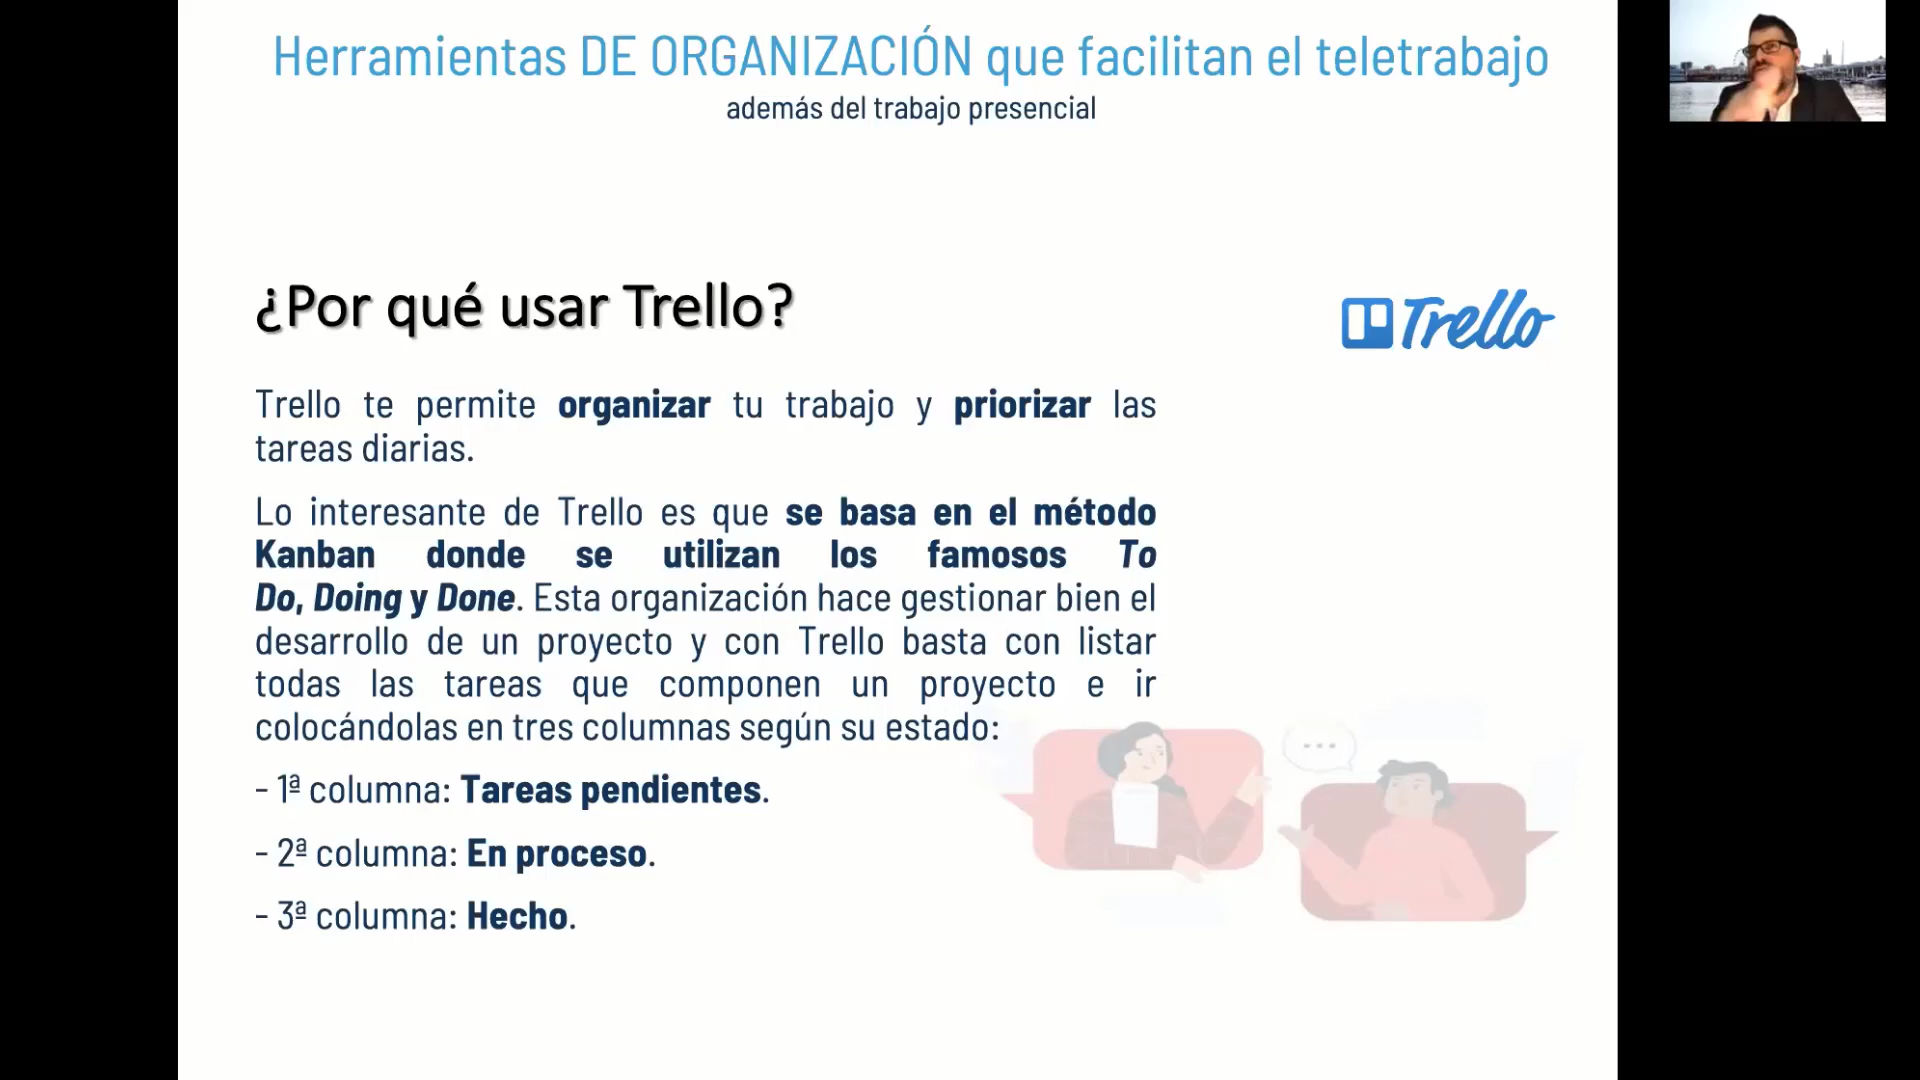 Herramientas DE ORGANIZACIÓN que facilitan el teletrabajo
además del trabajo presencial
¿Por qué usar Trello?
Trello
Trello te permite organizar tu trabajo y priorizar las
tareas diarias.
Lo interesante de Trello es que se basa en el método
Kanban donde se utilizan los famosos To
Do, Doing y Done. Esta organización hace gestionar bien el
desarrollo de un proyecto y con Trello basta con listar
todas las tareas que componen un proyecto e ir
colocándolas en tres columnas según su estado:
- 1ª columna: Tareas pendientes.
- 2ª columna: En proceso.
- 3ª columna: Hecho.